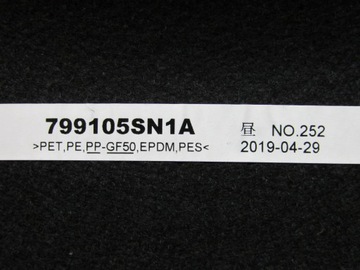 799105SN1A 昼 NO.252
>PET,PE,PP-GF50,EPDM,PES< 2019-04-29